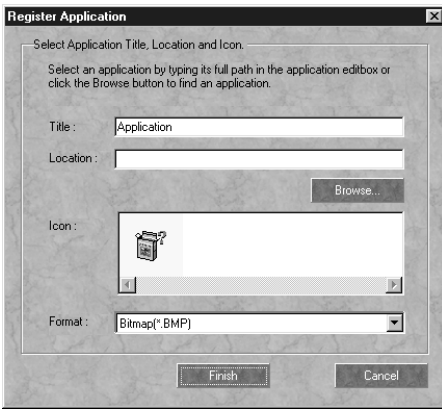 Register Application
Select Application Title, Location and Icon.
Select an application by typing its full path in the application editbox or
click the Browse button to find an application.
Title :
Application
Location :
Browse...
Icon :
Format :
Bitmap(*.BMP)
Finish
Cancel